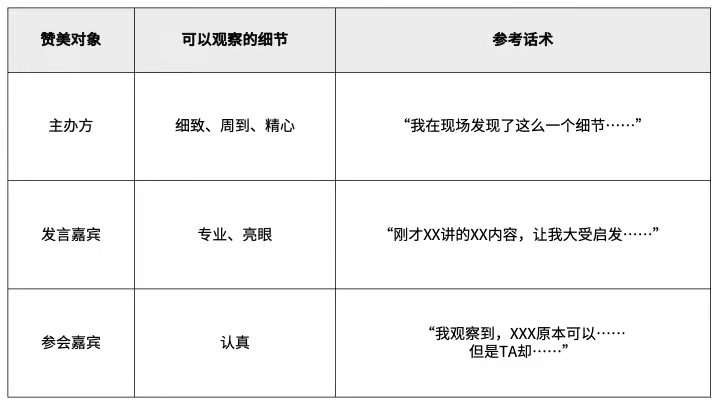 赞美对象 可以观察的细节 参考话术
主办方 细致、周到、精心 “我在现场发现了这么一个细节……”
发言嘉宾 专业、亮眼 “刚才XX讲的XX内容，让我大受启发……”
参会嘉宾 认真 “我观察到，XXX原本可以……
但是TA却……”